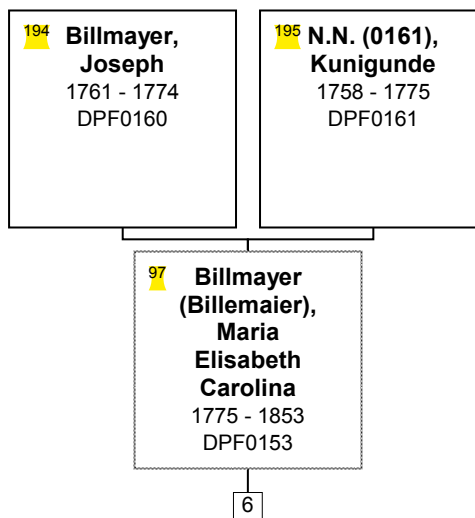 194 Billmayer,
Joseph
1761 - 1774
DPF0160
195 N.N. (0161),
Kunigunde
1758 - 1775
DPF0161
97 Billmayer
(Billemaier),
Maria
Elisabeth
Carolina
1775 - 1853
DPF0153
6